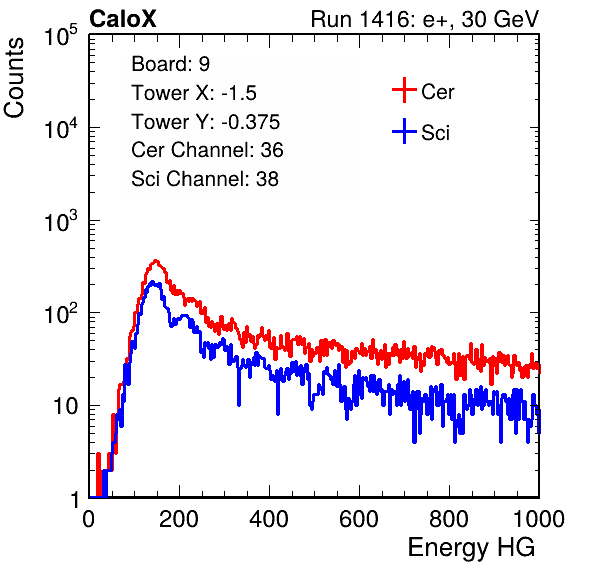 CaloX Run 1416: e+, 30 GeV
Counts
10^5
10^4
10^3
10^2
10
1
Board: 9
Tower X: -1.5
Tower Y: -0.375
Cer Channel: 36
Sci Channel: 38
Cer
Sci
0 200 400 600 800 1000
Energy HG